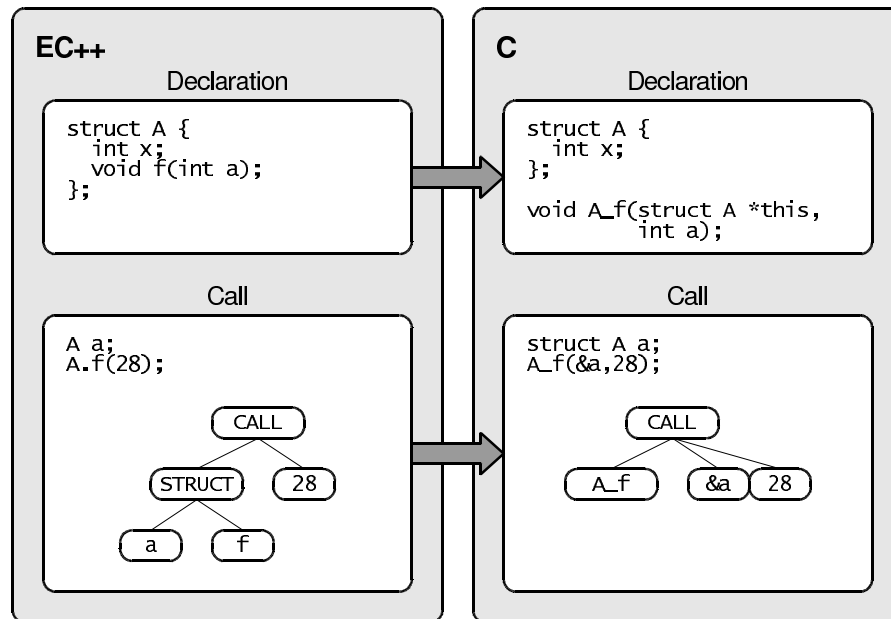 EC++
Declaration
struct A {
int x;
void f(int a);
};
Call
A a;
A.f(28);
CALL
STRUCT 28
a f
C
Declaration
struct A {
int x;
};
void A_f(struct A *this,
int a);
Call
struct A a;
A_f(&a,28);
CALL
A_f &a 28